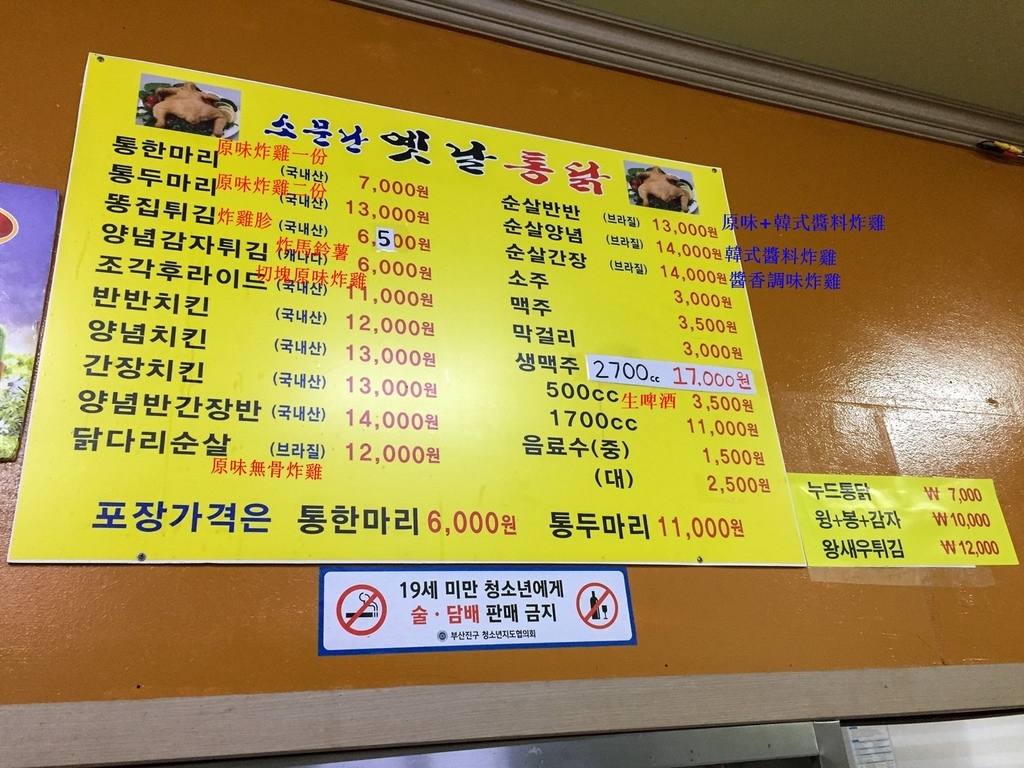 소문난 옛날통닭
통한마리 原味炸雞一份 (국내산) 7,000원
통두마리 原味炸雞一份 (국내산) 13,000원
똥집튀김 炸雞胗 (국내산) 6,500원
양념감자튀김 炸馬鈴薯 (캐나다) 6,000원
조각후라이드 切塊原味炸雞 (국내산) 11,000원
반반치킨 (국내산) 12,000원
양념치킨 (국내산) 13,000원
간장치킨 (국내산) 13,000원
양념반간장반 (국내산) 14,000원
닭다리순살 (브라질) 12,000원
原味無骨炸雞
순살반반 (브라질) 13,000원 原味+韓式醬料炸雞
순살양념 (브라질) 14,000원 韓式醬料炸雞
순살간장 (브라질) 14,000원 醬香調味炸雞
소주 3,000원
맥주 3,500원
막걸리 3,000원
생맥주 2700cc 17,000원
500cc 生啤酒 3,500원
1700cc 11,000원
음료수(중) 1,500원
(대) 2,500원
포장가격은 통한마리 6,000원 통두마리 11,000원
누드통닭 ₩ 7,000
윙+봉+감자 ₩10,000
왕새우튀김 ₩12,000
19세 미만 청소년에게
술·담배 판매 금지
부산진구 청소년지도협의회